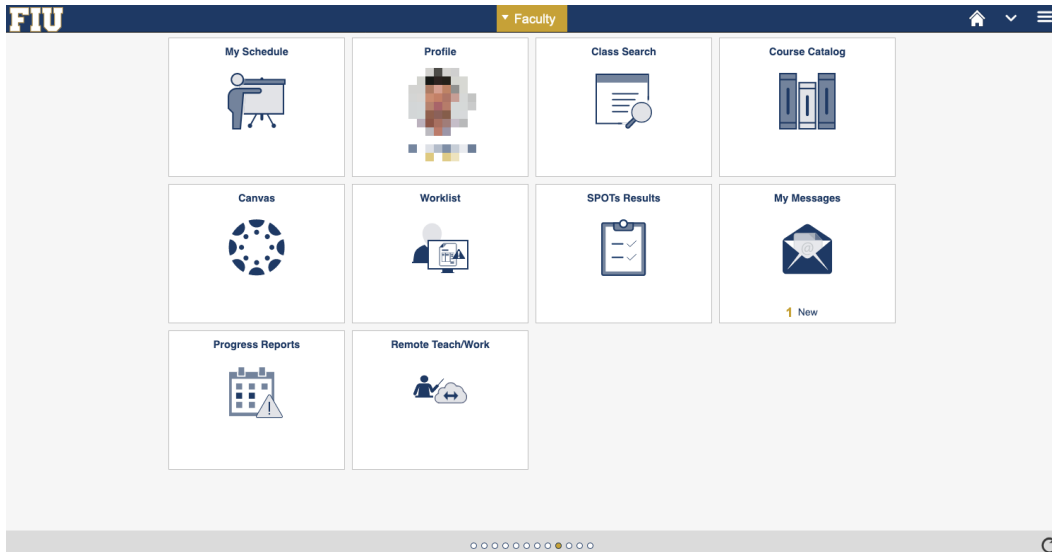 FIU
Faculty
My Schedule
Profile
Class Search
Course Catalog
Canvas
Worklist
SPOTs Results
My Messages
@
1 New
Progress Reports
Remote Teach/Work